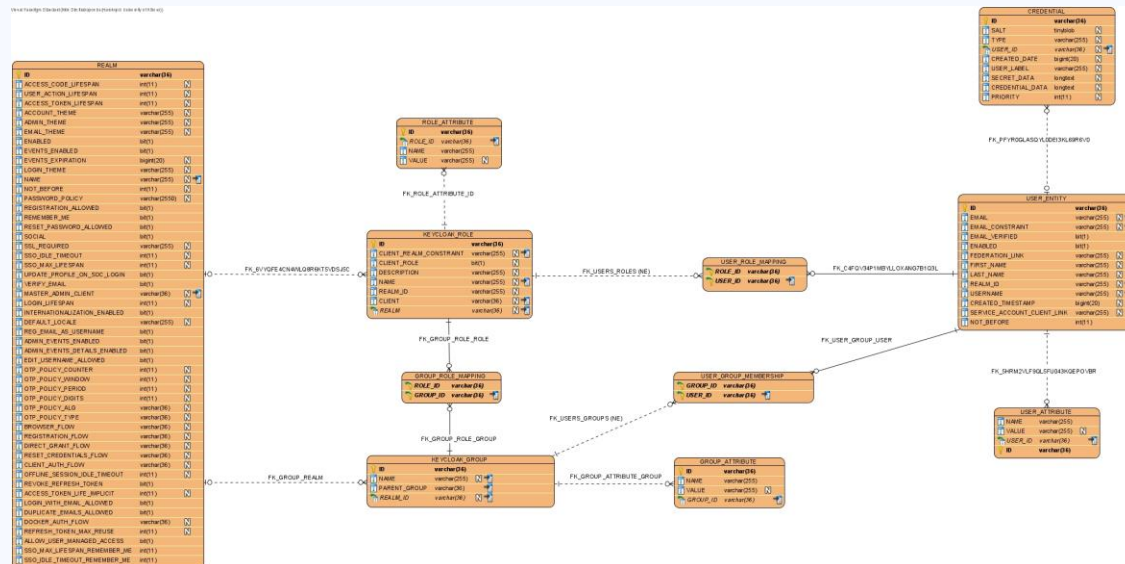 REALM
ID varchar(36)
ACCESS_CODE_LIFESPAN int(11) N
USER_ACTION_LIFESPAN int(11) N
ACCESS_TOKEN_LIFESPAN int(11) N
ACCOUNT_THEME varchar(255) N
ADMIN_THEME varchar(255) N
EMAIL_THEME varchar(255) N
ENABLED bit(1)
EVENTS_ENABLED bit(1)
EVENTS_EXPIRATION bigint(20) N
LOGIN_THEME varchar(255) N
NAME varchar(255) N
NOT_BEFORE int(11) N
PASSWORD_POLICY varchar(2550) N
REGISTRATION_ALLOWED bit(1)
REMEMBER_ME bit(1)
RESET_PASSWORD_ALLOWED bit(1)
SOCIAL bit(1)
SSL_REQUIRED varchar(255) N
SSO_IDLE_TIMEOUT int(11) N
SSO_MAX_LIFESPAN int(11) N
UPDATE_PROFILE_ON_SOC_LOGIN bit(1)
VERIFY_EMAIL bit(1)
MASTER_ADMIN_CLIENT varchar(36) N
LOGIN_LIFESPAN int(11) N
INTERNATIONALIZATION_ENABLED bit(1)
DEFAULT_LOCALE varchar(255) N
REG_EMAIL_AS_USERNAME bit(1)
ADMIN_EVENTS_ENABLED bit(1)
ADMIN_EVENTS_DETAILS_ENABLED bit(1)
EDIT_USERNAME_ALLOWED bit(1)
OTP_POLICY_COUNTER int(11) N
OTP_POLICY_WINDOW int(11) N
OTP_POLICY_PERIOD int(11) N
OTP_POLICY_DIGITS int(11) N
OTP_POLICY_ALG varchar(36) N
OTP_POLICY_TYPE varchar(36) N
BROWSER_FLOW varchar(36) N
REGISTRATION_FLOW varchar(36) N
DIRECT_GRANT_FLOW varchar(36) N
RESET_CREDENTIALS_FLOW varchar(36) N
CLIENT_AUTH_FLOW varchar(36) N
OFFLINE_SESSION_IDLE_TIMEOUT int(11) N
REVOKE_REFRESH_TOKEN bit(1)
ACCESS_TOKEN_LIFE_IMPLICIT int(11) N
LOGIN_WITH_EMAIL_ALLOWED bit(1)
DUPLICATE_EMAILS_ALLOWED bit(1)
DOCKER_AUTH_FLOW varchar(36) N
REFRESH_TOKEN_MAX_REUSE int(11) N
ALLOW_USER_MANAGED_ACCESS bit(1)
SSO_MAX_LIFESPAN_REMEMBER_ME int(11)
SSO_IDLE_TIMEOUT_REMEMBER_ME int(11)
ROLE_ATTRIBUTE
ID varchar(36)
ROLE_ID varchar(36)
NAME varchar(255)
VALUE varchar(255) N
FK_ROLE_ATTRIBUTE_ID
KEYCLOAK_ROLE
ID varchar(36)
CLIENT_REALM_CONSTRAINT varchar(255) N
CLIENT_ROLE bit(1) N
DESCRIPTION varchar(255) N
NAME varchar(255) N
REALM_ID varchar(255) N
CLIENT varchar(36) N
REALM varchar(36) N
FK_USERS_ROLES (NE)
FK_GROUP_ROLE_ROLE
GROUP_ROLE_MAPPING
ROLE_ID varchar(36)
GROUP_ID varchar(36)
FK_GROUP_ROLE_GROUP
KEYCLOAK_GROUP
ID varchar(36)
NAME varchar(255) N
PARENT_GROUP varchar(36) N
REALM_ID varchar(36) N
FK_GROUP_REALM
FK_USERS_GROUPS (NE)
FK_GROUP_ATTRIBUTE_GROUP
USER_ROLE_MAPPING
ROLE_ID varchar(36)
USER_ID varchar(36)
USER_GROUP_MEMBERSHIP
GROUP_ID varchar(36)
USER_ID varchar(36)
FK_USER_GROUP_USER
GROUP_ATTRIBUTE
ID varchar(36)
NAME varchar(255)
VALUE varchar(255) N
GROUP_ID varchar(36)
CREDENTIAL
ID varchar(36)
SALT tinyblob N
TYPE varchar(255) N
USER_ID varchar(36) N
CREATED_DATE bigint(20) N
USER_LABEL varchar(255) N
SECRET_DATA longtext N
CREDENTIAL_DATA longtext N
PRIORITY int(11) N
USER_ENTITY
ID varchar(36)
EMAIL varchar(255) N
EMAIL_CONSTRAINT varchar(255) N
EMAIL_VERIFIED bit(1)
ENABLED bit(1)
FEDERATION_LINK varchar(255) N
FIRST_NAME varchar(255) N
LAST_NAME varchar(255) N
REALM_ID varchar(255) N
USERNAME varchar(255) N
CREATED_TIMESTAMP bigint(20) N
SERVICE_ACCOUNT_CLIENT_LINK varchar(255) N
NOT_BEFORE int(11)
USER_ATTRIBUTE
NAME varchar(255)
VALUE varchar(255) N
USER_ID varchar(36)
ID varchar(36)